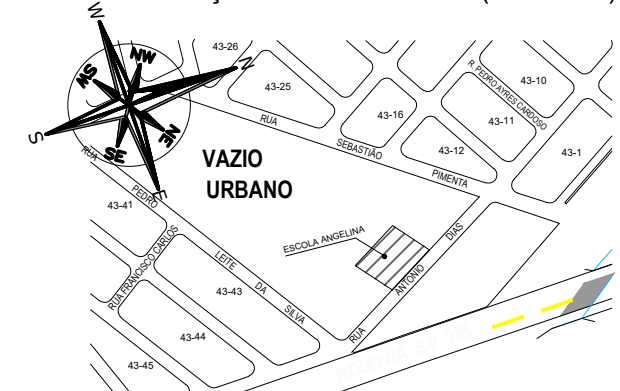 W
NW
N
SW
S
NE
SE
E
43-26
43-25
43-16
43-12
43-10
43-11
43-1
R. PEDRO AYRES CARDOSO
RUA SEBASTIÃO PIMENTA
VAZIO
URBANO
RUA PEDRO LEITE DA SILVA
43-41
RUA FRANCISCO CARLOS
43-43
43-44
43-45
ESCOLA ANGELINA
RUA ANTONIO DIAS
RODOVIA S.P. 255